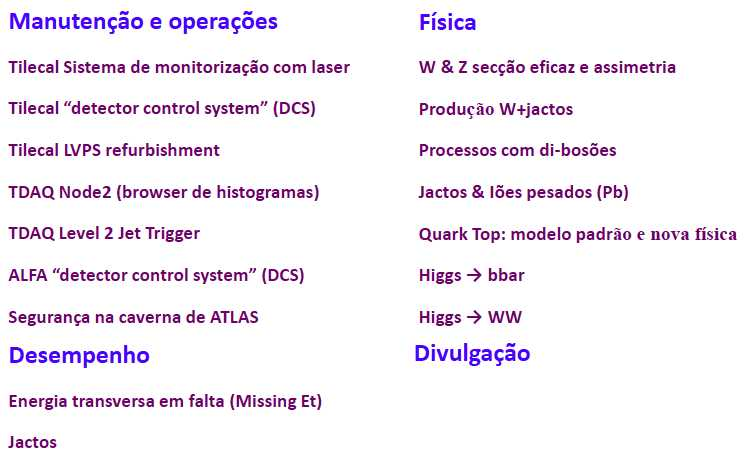 Manutenção e operações
Tilecal Sistema de monitorização com laser
Tilecal “detector control system” (DCS)
Tilecal LVPS refurbishment
TDAQ Node2 (browser de histogramas)
TDAQ Level 2 Jet Trigger
ALFA “detector control system” (DCS)
Segurança na caverna de ATLAS
Desempenho
Energia transversa em falta (Missing Et)
Jactos
Física
W & Z secção eficaz e assimetria
Produção W+jactos
Processos com di-bosões
Jactos & Iões pesados (Pb)
Quark Top: modelo padrão e nova física
Higgs → bbar
Higgs → WW
Divulgação